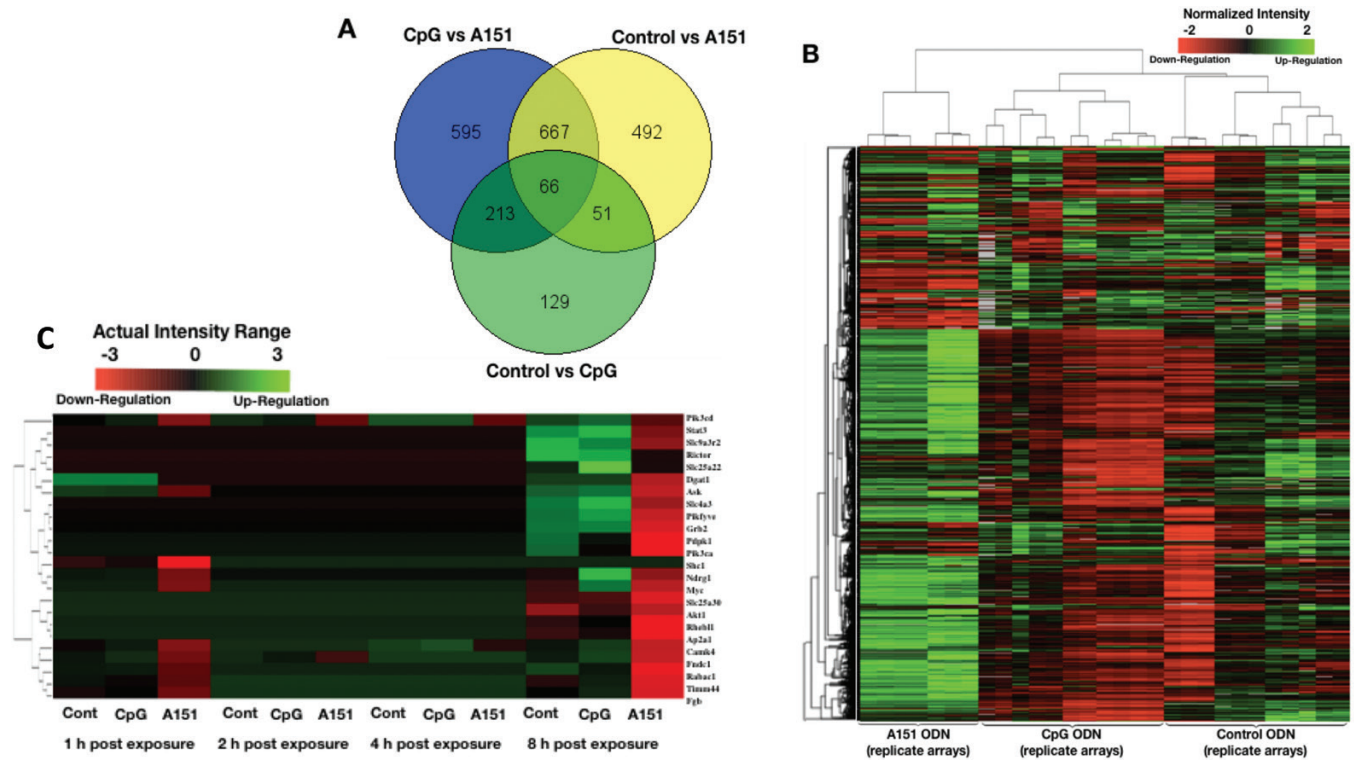 A
CpG vs A151
Control vs A151
595
667
492
66
213
51
129
Control vs CpG
B
Normalized Intensity
-2 0 2
Down-Regulation Up-Regulation
A151 ODN
(replicate arrays)
CpG ODN
(replicate arrays)
Control ODN
(replicate arrays)
C
Actual Intensity Range
-3 0 3
Down-Regulation Up-Regulation
Pik3cd
Stat3
Slc9a3r2
Rictor
Slc25a22
Dgat1
Ask
Slc4a3
Pikfyve
Grb2
Pdpk1
Pik3ca
Shc1
Ndrg1
Myc
Slc25a30
Akt1
Rhebl1
Ap2a1
Camk4
Fndc1
Rabac1
Timm44
Fgb
Cont CpG A151 Cont CpG A151 Cont CpG A151 Cont CpG A151
1 h post exposure 2 h post exposure 4 h post exposure 8 h post exposure